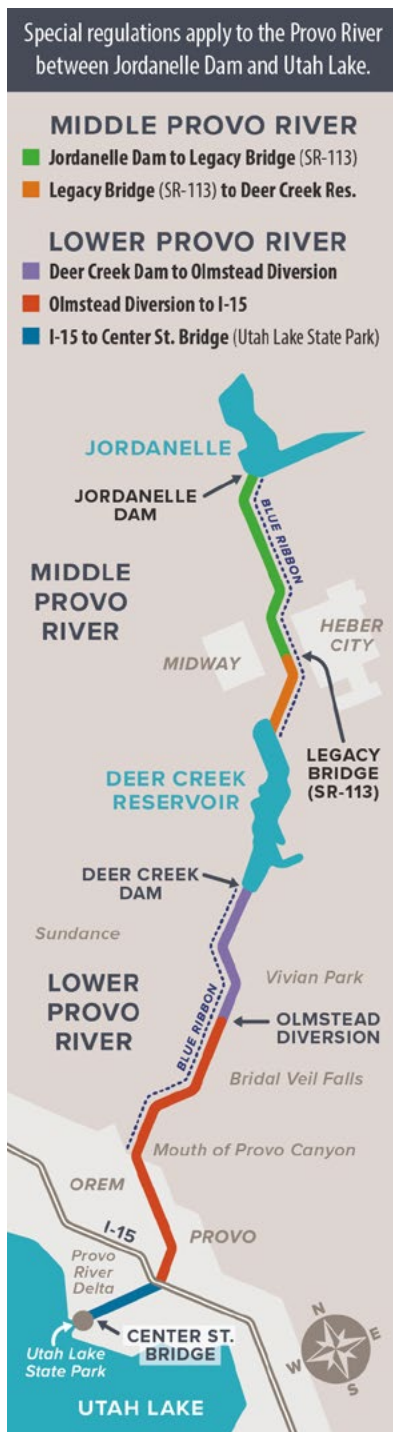 Special regulations apply to the Provo River
between Jordanelle Dam and Utah Lake.
MIDDLE PROVO RIVER
Jordanelle Dam to Legacy Bridge (SR-113)
Legacy Bridge (SR-113) to Deer Creek Res.
LOWER PROVO RIVER
Deer Creek Dam to Olmstead Diversion
Olmstead Diversion to I-15
I-15 to Center St. Bridge (Utah Lake State Park)
JORDANELLE
JORDANELLE
DAM
BLUE RIBBON
MIDDLE
PROVO
RIVER
HEBER
CITY
MIDWAY
LEGACY
BRIDGE
(SR-113)
DEER CREEK
RESERVOIR
DEER CREEK
DAM
Sundance
LOWER
PROVO
RIVER
BLUE RIBBON
Vivian Park
OLMSTEAD
DIVERSION
Bridal Veil Falls
Mouth of Provo Canyon
OREM
I-15
PROVO
Provo
River
Delta
CENTER ST.
BRIDGE
Utah Lake
State Park
UTAH LAKE
N
E
W
S